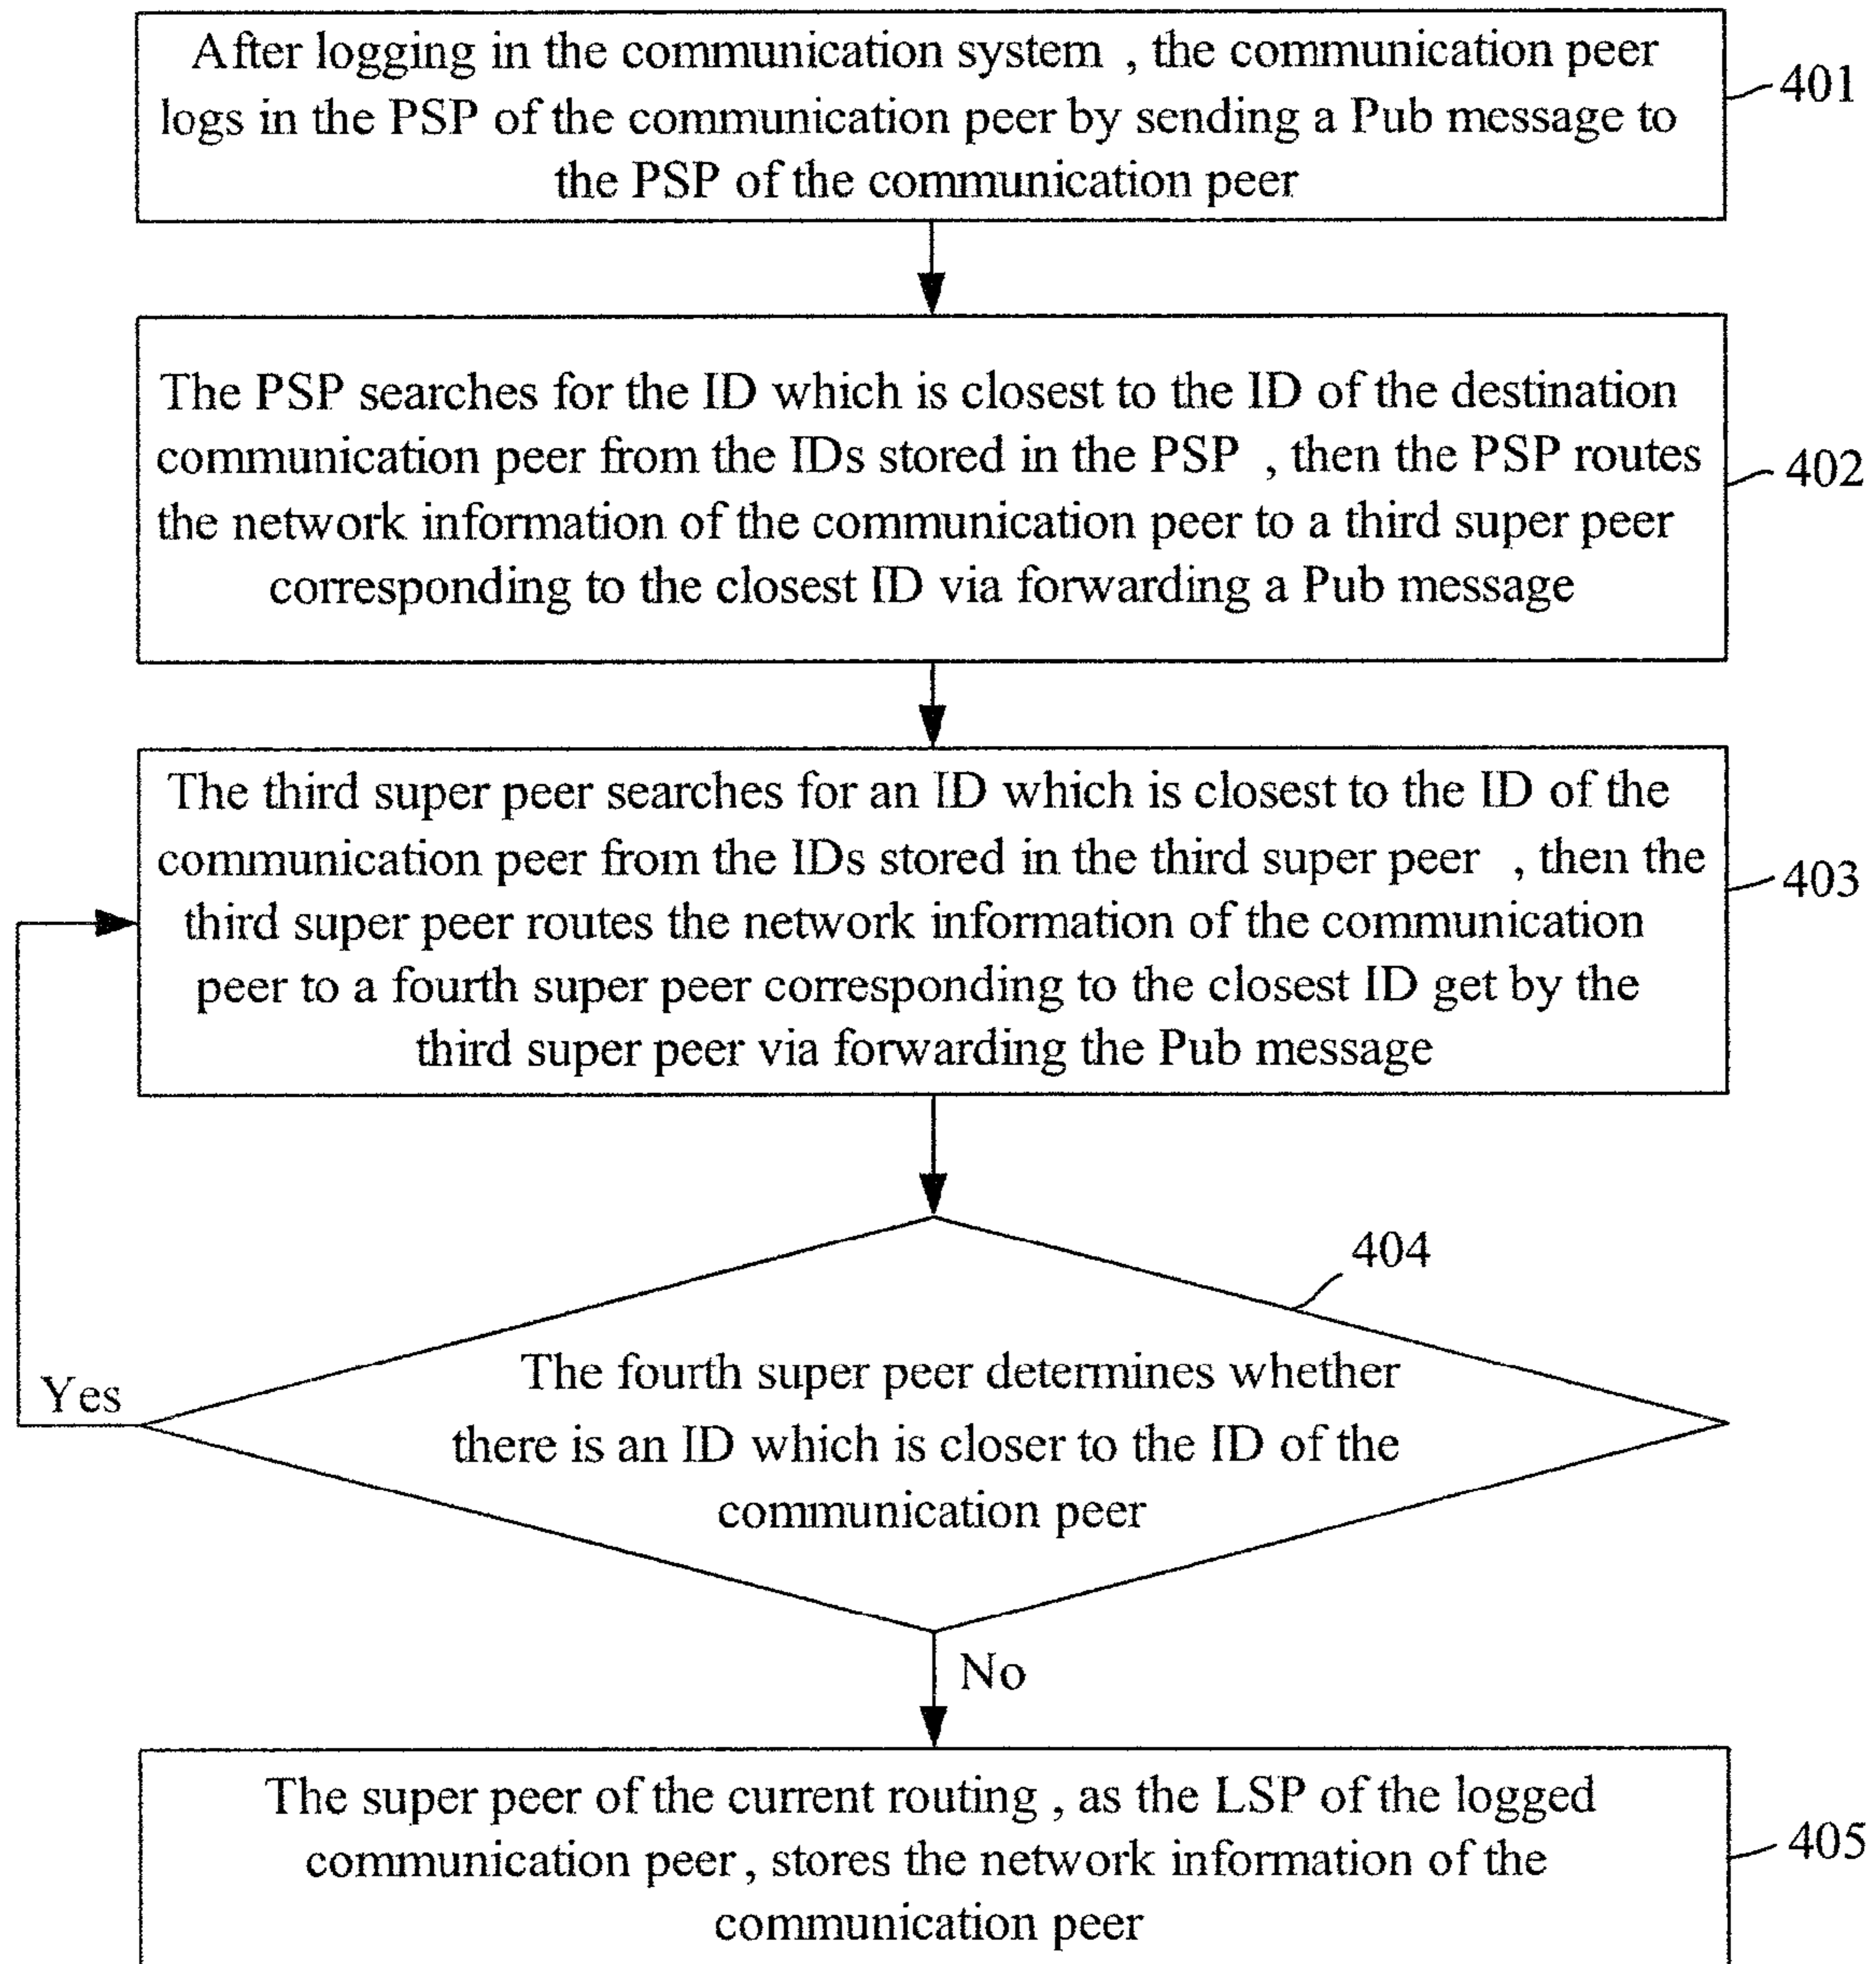 After logging in the communication system , the communication peer
logs in the PSP of the communication peer by sending a Pub message to
the PSP of the communication peer
401
The PSP searches for the ID which is closest to the ID of the destination
communication peer from the IDs stored in the PSP , then the PSP routes
the network information of the communication peer to a third super peer
corresponding to the closest ID via forwarding a Pub message
402
The third super peer searches for an ID which is closest to the ID of the
communication peer from the IDs stored in the third super peer , then the
third super peer routes the network information of the communication
peer to a fourth super peer corresponding to the closest ID get by the
third super peer via forwarding the Pub message
403
404
The fourth super peer determines whether
there is an ID which is closer to the ID of the
communication peer
Yes
No
The super peer of the current routing , as the LSP of the logged
communication peer , stores the network information of the
communication peer
405